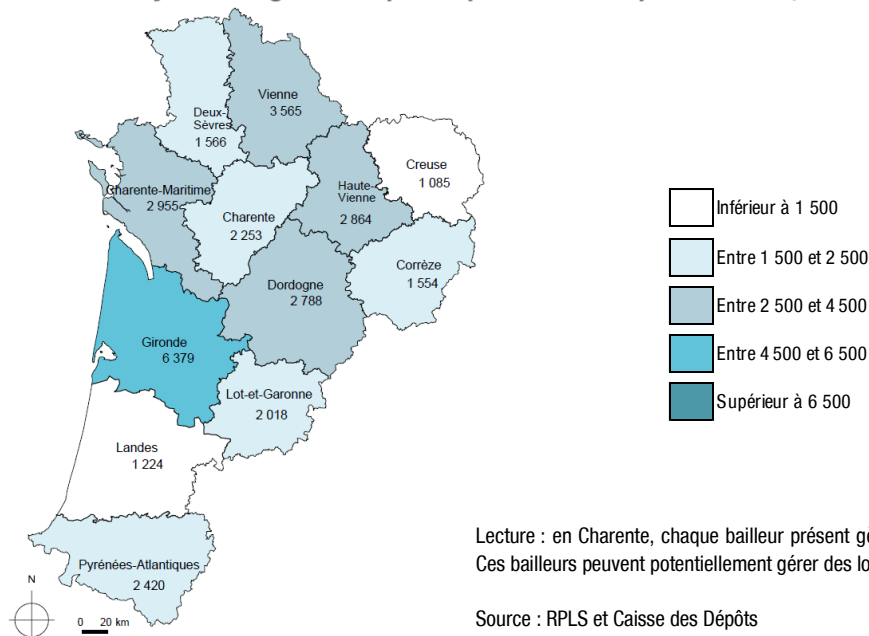 Vienne
3 565
Deux-
Sèvres
1 566
Creuse
1 085
Charente-Maritime
2 955
Haute-
Vienne
2 864
Charente
2 253
Corrèze
1 554
Dordogne
2 788
Gironde
6 379
Lot-et-Garonne
2 018
Landes
1 224
Pyrénées-Atlantiques
2 420
N
0 20 km
Inférieur à 1 500
Entre 1 500 et 2 500
Entre 2 500 et 4 500
Entre 4 500 et 6 500
Supérieur à 6 500
Lecture : en Charente, chaque bailleur présent
Ces bailleurs peuvent potentiellement gérer des
Source : RPLS et Caisse des Dépôts